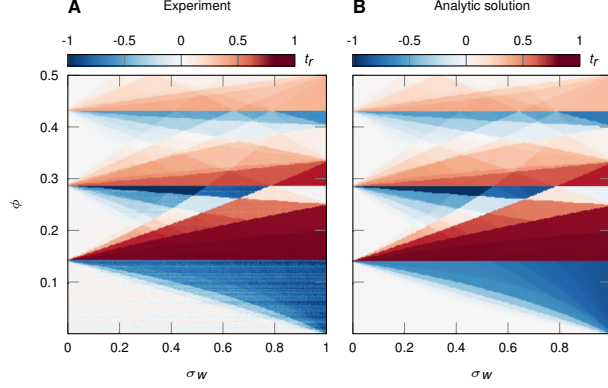 A Experiment
B Analytic solution
-1 -0.5 0 0.5 1 t_r
-1 -0.5 0 0.5 1 t_r
0.5
0.4
0.3
0.2
0.1
ϕ
0 0.2 0.4 0.6 0.8 1
0 0.2 0.4 0.6 0.8
σ_W
σ_W